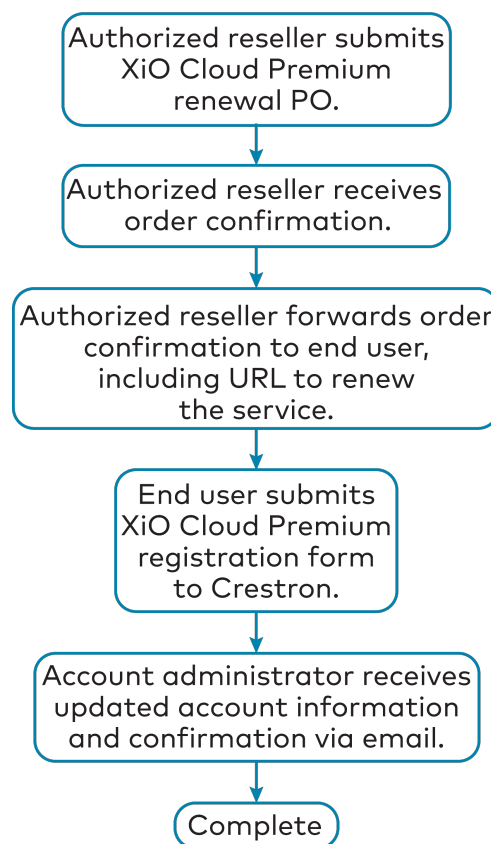 Authorized reseller submits
XiO Cloud Premium
renewal PO.
Authorized reseller receives
order confirmation.
Authorized reseller forwards order
confirmation to end user,
including URL to renew
the service.
End user submits
XiO Cloud Premium
registration form
to Crestron.
Account administrator receives
updated account information
and confirmation via email.
Complete